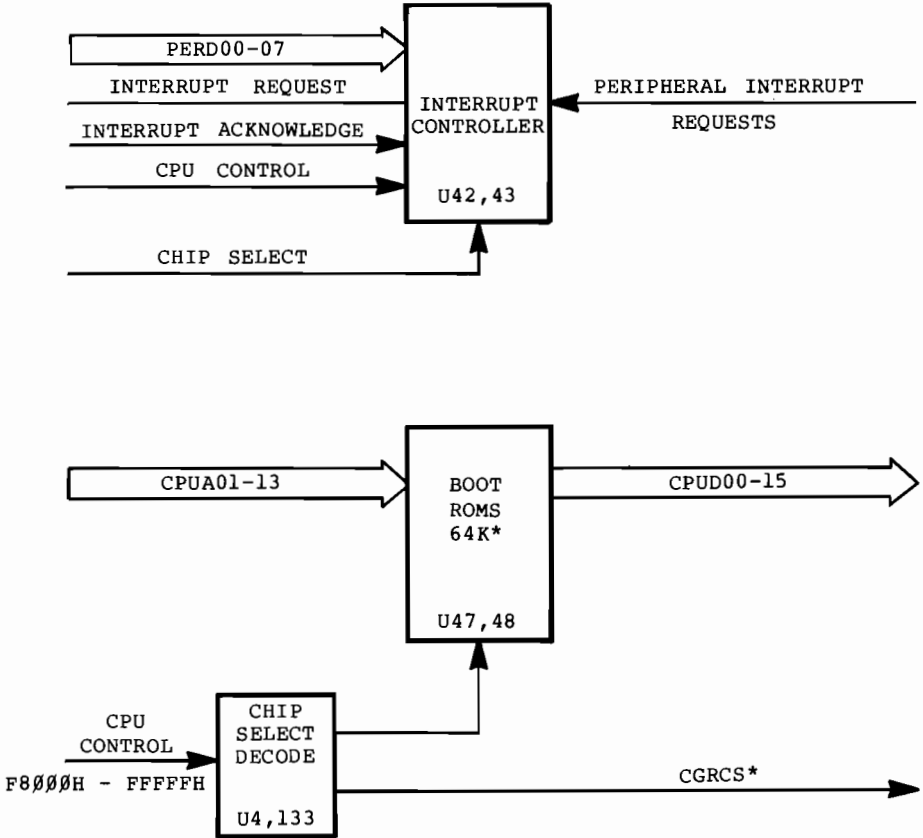 PERD00-07
INTERRUPT REQUEST
INTERRUPT ACKNOWLEDGE
CPU CONTROL
CHIP SELECT
INTERRUPT
CONTROLLER
U42,43
PERIPHERAL INTERRUPT
REQUESTS
CPUA01-13
BOOT
ROMS
64K*
U47,48
CPUD00-15
CPU
CONTROL
F8000H - FFFFFH
CHIP
SELECT
DECODE
U4,133
CGRCS*